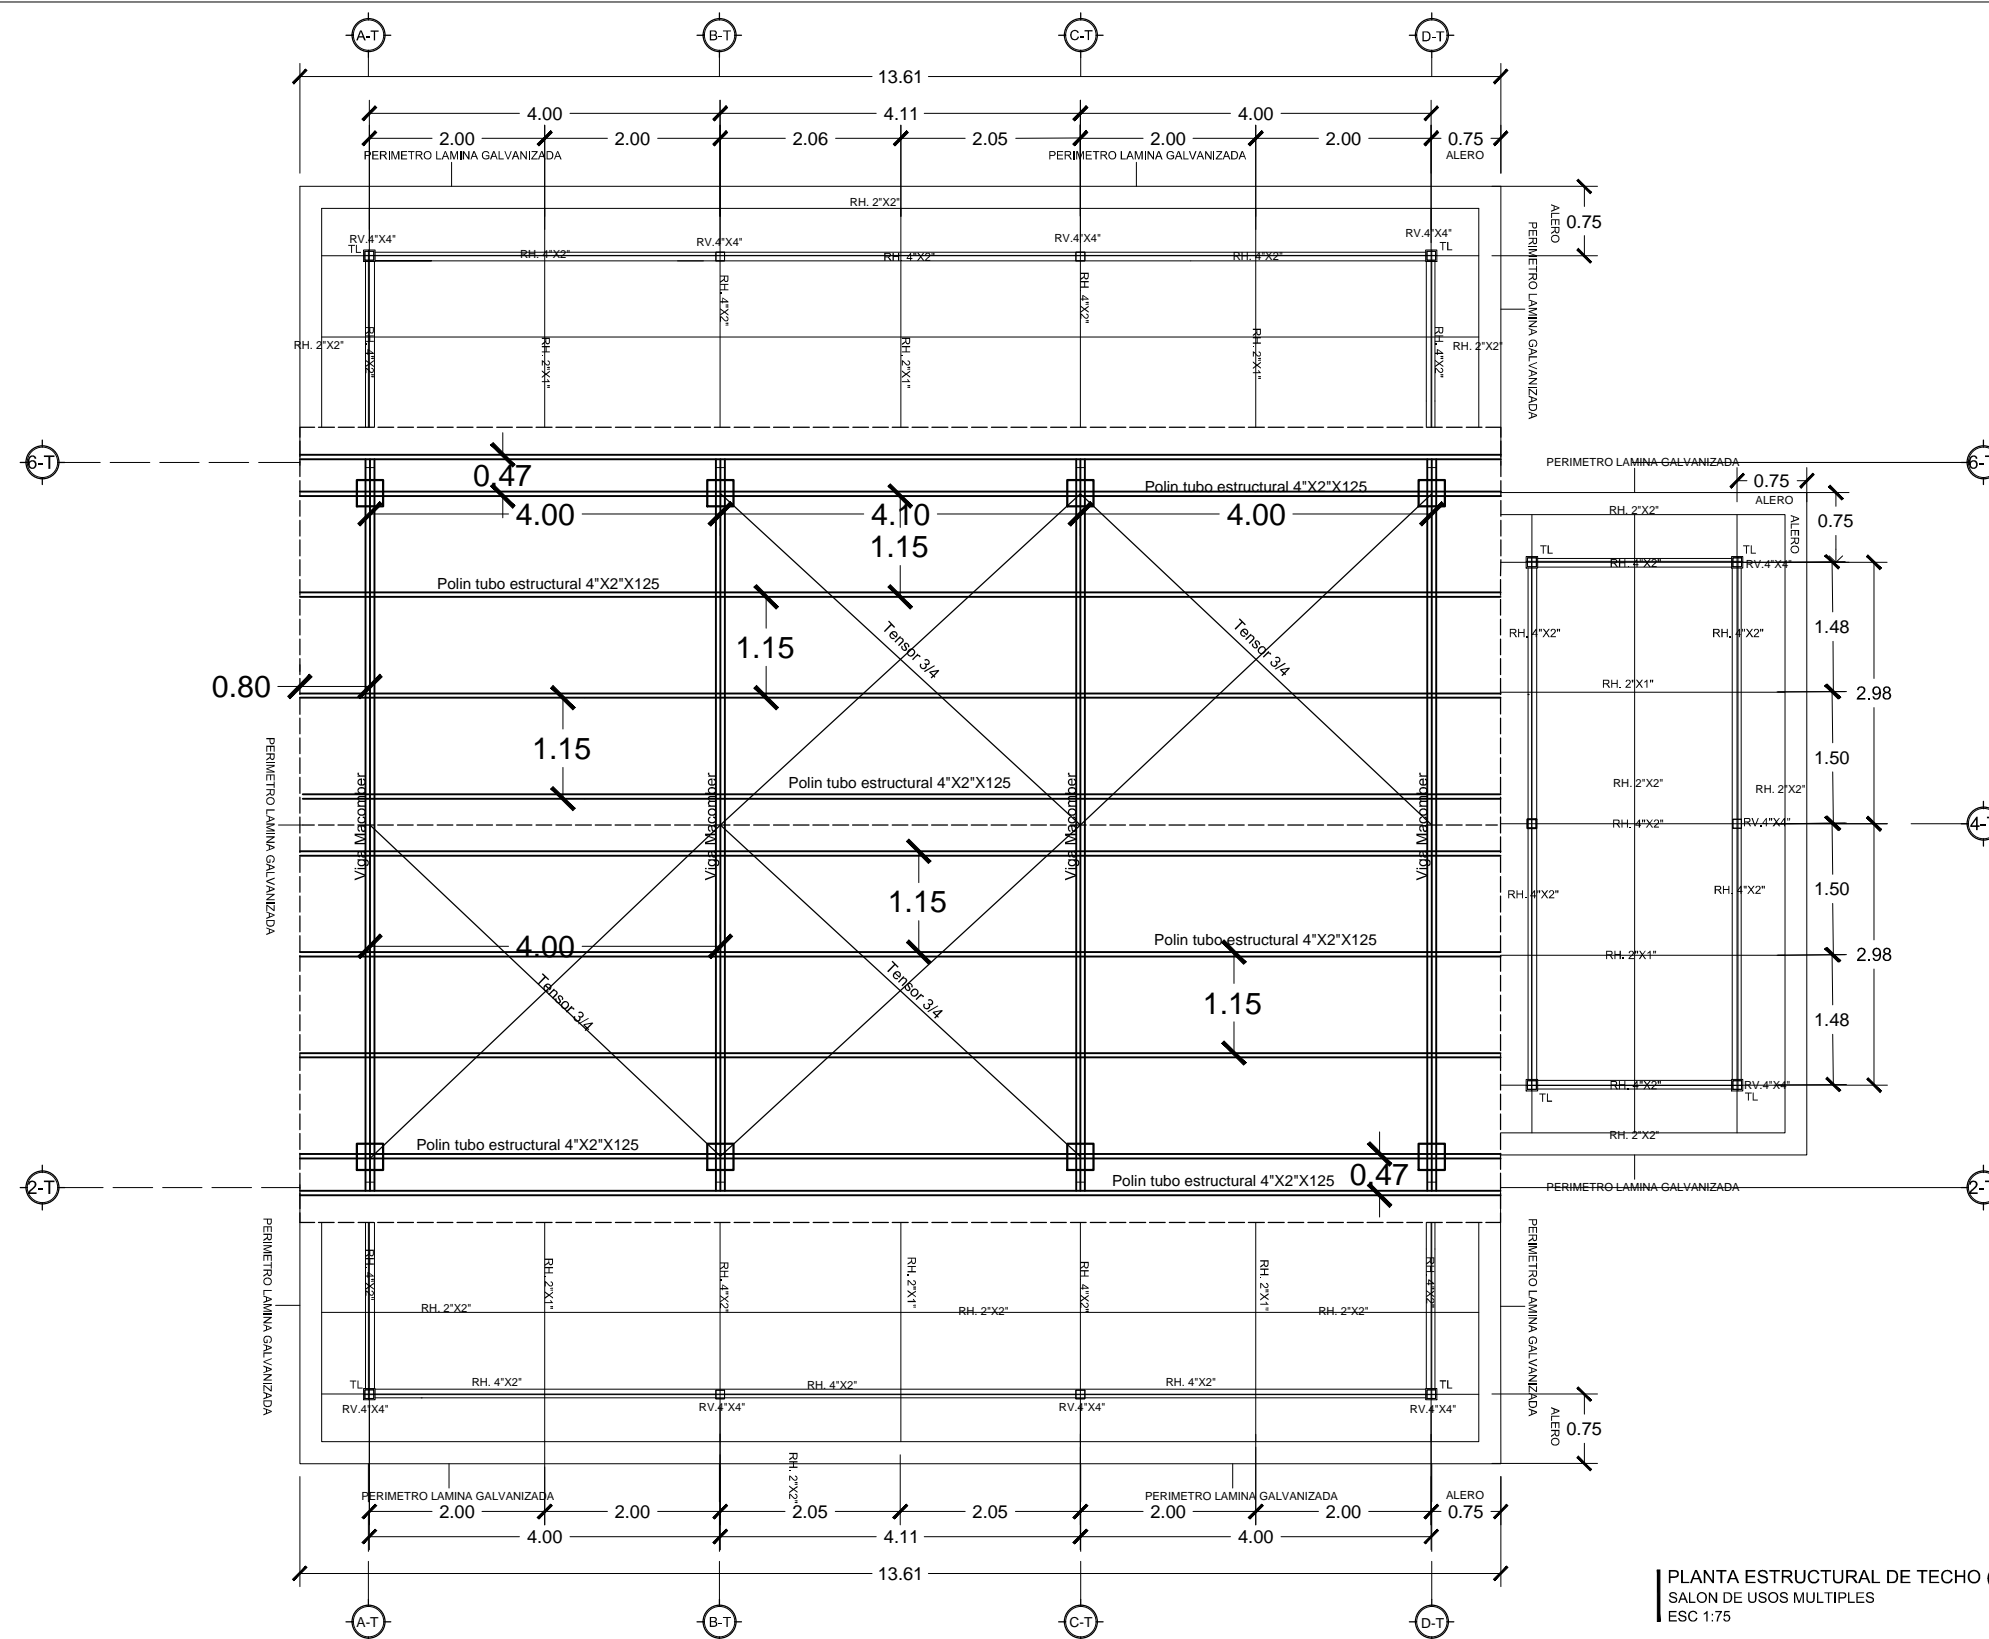 A-T
B-T
C-T
D-T
13.61
4.00
4.11
4.00
2.00
2.00
2.06
2.05
2.00
2.00
0.75
PERIMETRO LAMINA GALVANIZADA
PERIMETRO LAMINA GALVANIZADA
ALERO
RH. 2"X2"
ALERO
0.75
PERIMETRO LAMINA GALVANIZADA
RV.4"X4"
TL
RV.4"X4"
RV.4"X4"
RV.4"X4"
TL
RH. 4"X2"
RH. 4"X2"
RH. 4"X2"
RH. 4"X2"
RH. 4"X2"
RH. 2"X2"
RH. 4"X2"
RH. 2"X1"
RH. 2"X1"
RH. 2"X1"
RH. 4"X2"
RH. 2"X2"
6-T
0.47
Polin tubo estructural 4"X2"X125
4.00
4.10
4.00
1.15
PERIMETRO LAMINA GALVANIZADA
0.75
ALERO
RH. 2"X2"
ALERO
0.75
TL
TL
RH. 4"X2"
RV.4"X4"
Polin tubo estructural 4"X2"X125
1.15
Tensor 3/4
Tensor 3/4
RH. 4"X2"
RH. 4"X2"
1.48
0.80
RH. 2"X1"
2.98
1.15
1.50
PERIMETRO LAMINA GALVANIZADA
Polin tubo estructural 4"X2"X125
RH. 2"X2"
RH. 2"X2"
Viga Macomber
Viga Macomber
Viga Macomber
Viga Macomber
RH. 4"X2"
RV.4"X4"
1.15
RH. 4"X2"
RH. 4"X2"
1.50
4.00
Polin tubo estructural 4"X2"X125
RH. 2"X1"
2.98
Tensor 3/4
Tensor 3/4
1.15
1.48
RH. 4"X2"
RV.4"X4"
TL
TL
RH. 2"X2"
Polin tubo estructural 4"X2"X125
Polin tubo estructural 4"X2"X125
0.47
2-T
PERIMETRO LAMINA GALVANIZADA
PERIMETRO LAMINA GALVANIZADA
PERIMETRO LAMINA GALVANIZADA
RH. 4"X2"
RH. 2"X1"
RH. 4"X2"
RH. 2"X1"
RH. 4"X2"
RH. 2"X1"
RH. 4"X2"
RH. 2"X2"
RH. 2"X2"
RH. 2"X2"
TL
RH. 4"X2"
RH. 4"X2"
RH. 4"X2"
TL
RV.4"X4"
RV.4"X4"
RV.4"X4"
RV.4"X4"
ALERO
0.75
RH. 2"X2"
PERIMETRO LAMINA GALVANIZADA
PERIMETRO LAMINA GALVANIZADA
ALERO
2.00
2.00
2.05
2.05
2.00
2.00
0.75
4.00
4.11
4.00
13.61
A-T
B-T
C-T
D-T
PLANTA ESTRUCTURAL DE TECHO (
SALON DE USOS MULTIPLES
ESC 1:75